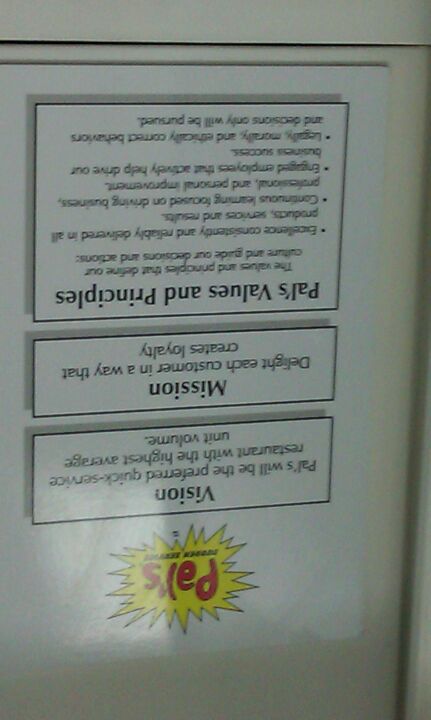 Pal's
SUDDEN SERVICE
Vision
Pal's will be the preferred quick-service
restaurant with the highest average
unit volume.
Mission
Delight each customer in a way that
creates loyalty
Pal's Values and Principles
The values and principles that define our
culture and guide our decisions and actions:
• Excellence consistently and reliably delivered in all
products, services and results.
• Continuous learning focused on driving business,
professional, and personal improvement.
• Engaged employees that actively help drive our
business success.
• Legally, morally, and ethically correct behaviors
and decisions only will be pursued.